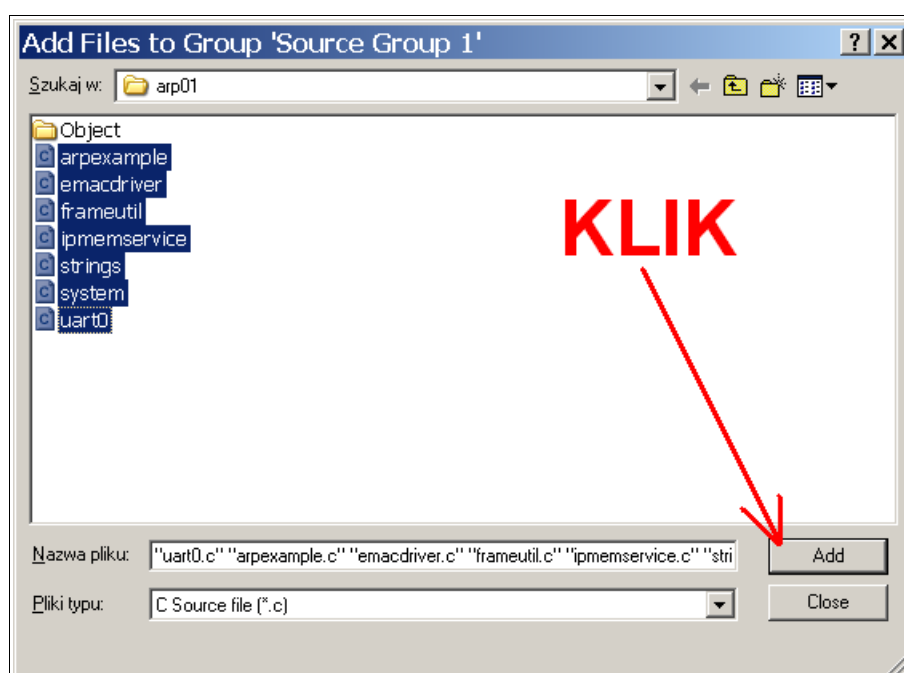 Add Files to Group 'Source Group 1'
Szukaj w: arp01
Object
arpexample
emacdriver
frameutil
ipmemservice
strings
system
uart0
KLIK
Nazwa pliku: "uart0.c" "arpexample.c" "emacdriver.c" "frameutil.c" "ipmemservice.c" "stri Add
Pliki typu: C Source file (*.c) Close